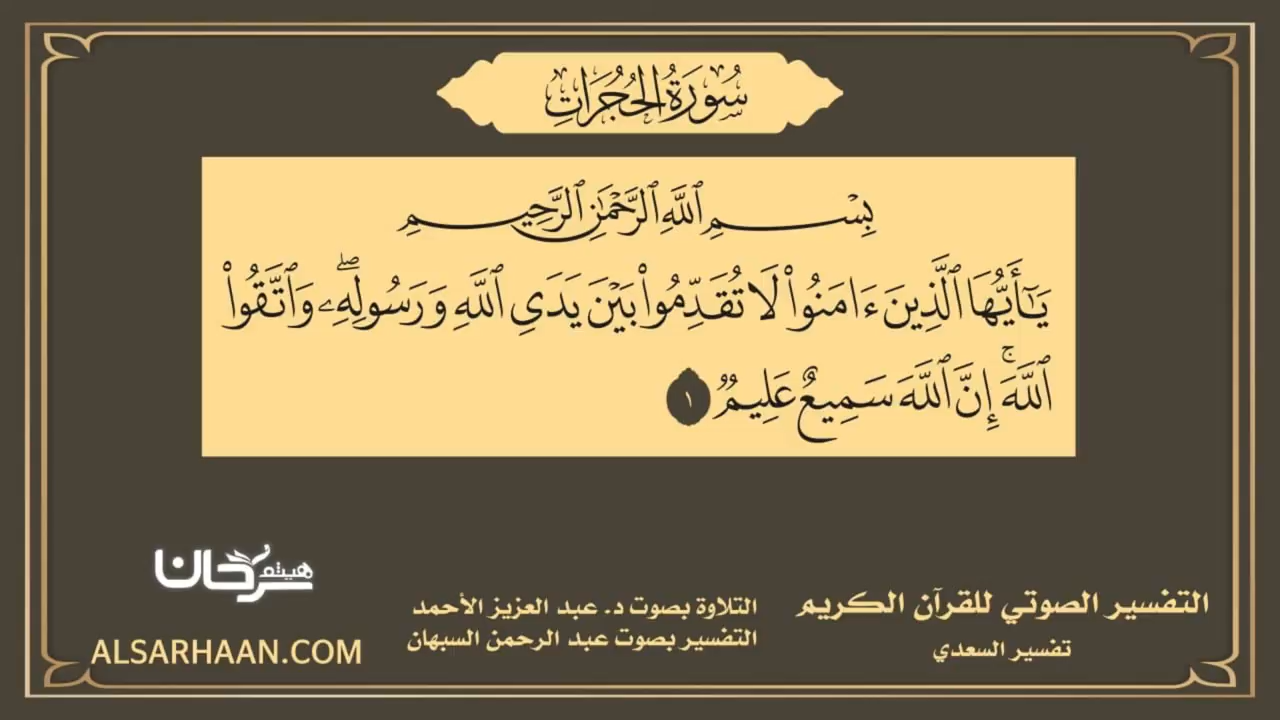 سُورَةُ الحُجُرَاتِ
بِسْمِ ٱللَّهِ ٱلرَّحْمَٰنِ ٱلرَّحِيمِ
يَٰٓأَيُّهَا ٱلَّذِينَ ءَامَنُوا۟ لَا تُقَدِّمُوا۟ بَيْنَ يَدَىِ ٱللَّهِ وَرَسُولِهِۦ ۖ وَٱتَّقُوا۟
ٱللَّهَ ۚ إِنَّ ٱللَّهَ سَمِيعٌ عَلِيمٌ ١
هيثم سرحان
ALSARHAAN.COM
التلاوة بصوت د. عبد العزيز الأحمد
التفسير بصوت عبد الرحمن السبهان
التفسير الصوتي للقرآن الكريم
تفسير السعدي